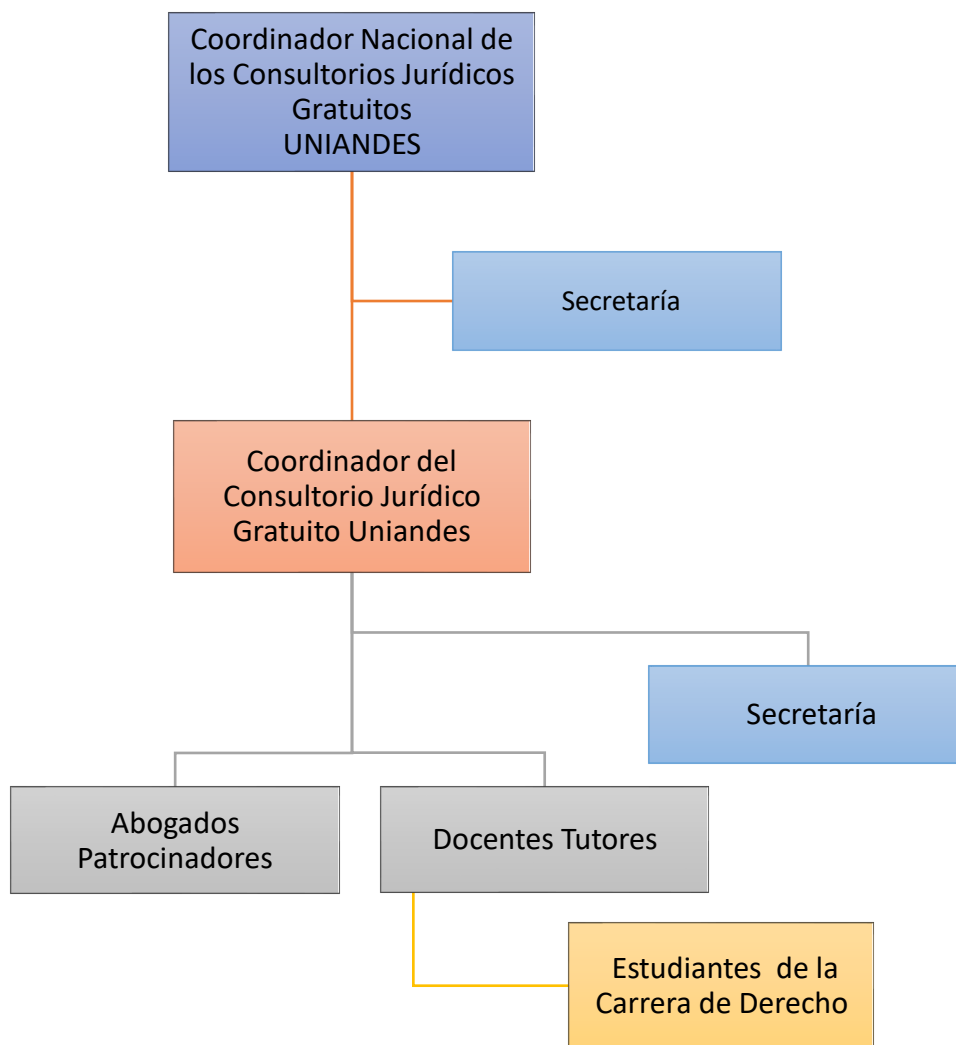 Coordinador Nacional de
los Consultorios Jurídicos
Gratuitos
UNIANDES
Secretaría
Coordinador del
Consultorio Jurídico
Gratuito Uniandes
Secretaría
Abogados
Patrocinadores
Docentes Tutores
Estudiantes de la
Carrera de Derecho